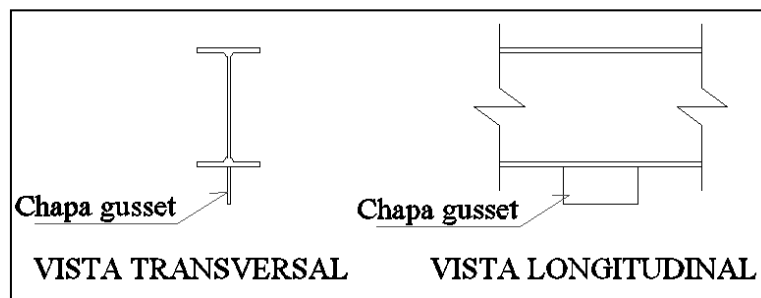 Chapa gusset
Chapa gusset
VISTA TRANSVERSAL
VISTA LONGITUDINAL